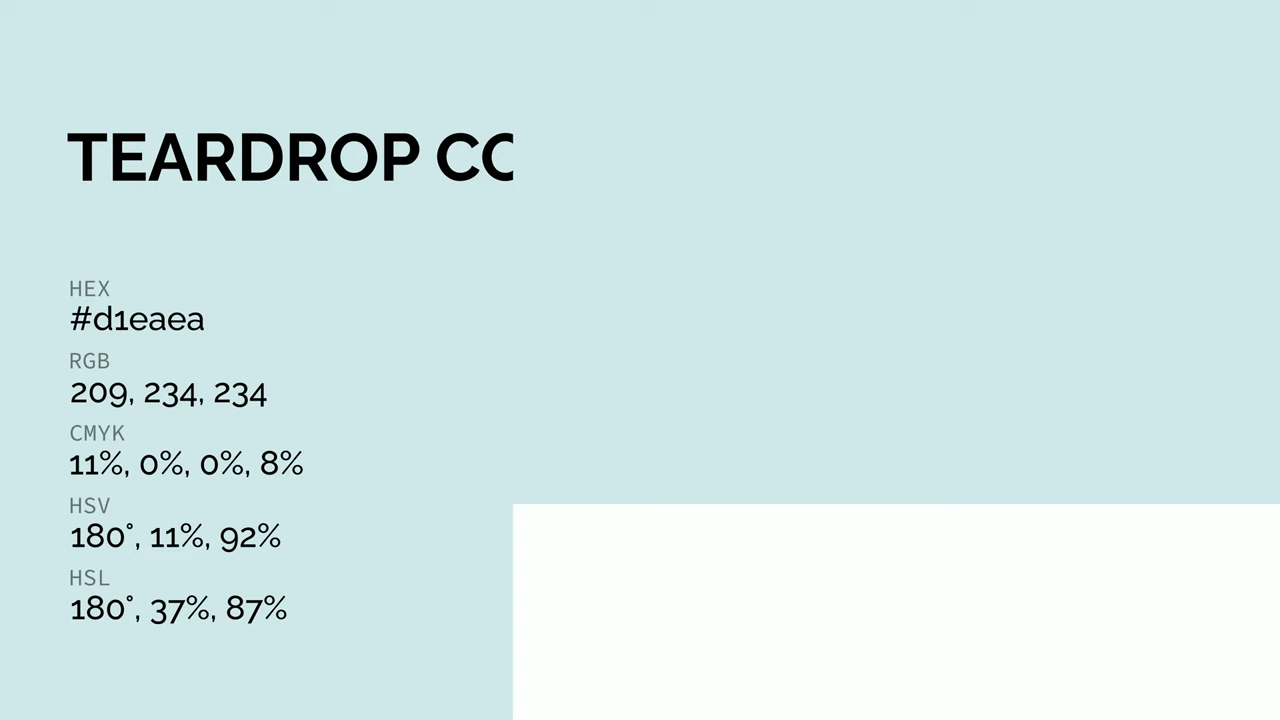 TEARDROP
HEX
#d1eaea
RGB
209, 234, 234
CMYK
11%, 0%, 0%, 8%
HSV
180°, 11%, 92%
HSL
180°, 37%, 87%